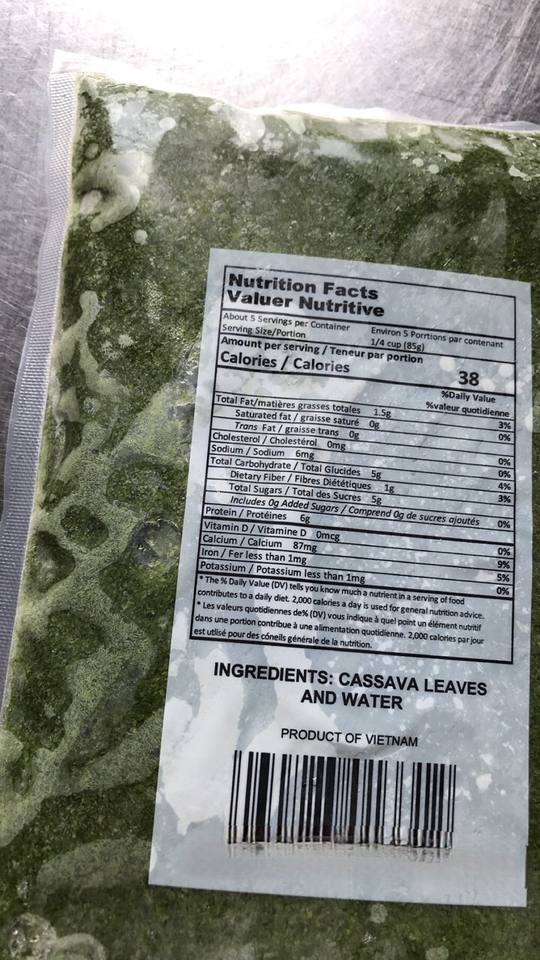 Nutrition Facts
Valuer Nutritive
About 5 Servings per Container Environ 5 Porrtions par contenant
Serving Size/Portion 1/4 cup (85g)
Amount per serving / Teneur par portion
Calories / Calories 38
%Daily Value
%valeur quotidienne
Total Fat/matières grasses totales 1.5g 3%
Saturated fat / graisse saturé 0g 0%
Trans Fat / graisse trans 0g
Cholesterol / Cholestérol 0mg 0%
Sodium / Sodium 6mg 0%
Total Carbohydrate / Total Glucides 5g 4%
Dietary Fiber / Fibres Diététiques 1g 3%
Total Sugars / Total des Sucres 5g
Includes 0g Added Sugars / Comprend 0g de sucres ajoutés 0%
Protein / Protéines 6g
Vitamin D / Vitamine D 0mcg 0%
Calcium / Calcium 87mg 9%
Iron / Fer less than 1mg 5%
Potassium / Potassium less than 1mg 0%
* The % Daily Value (DV) tells you know much a nutrient in a serving of food
contributes to a daily diet. 2,000 calories a day is used for general nutrition advice.
* Les valeurs quotidiennes de% (DV) vous indique à quel point un élément nutritif
dans une portion contribue à une alimentation quotidienne. 2,000 calories par jour
est utilisé pour des cóneils générale de la nutrition.
INGREDIENTS: CASSAVA LEAVES
AND WATER
PRODUCT OF VIETNAM